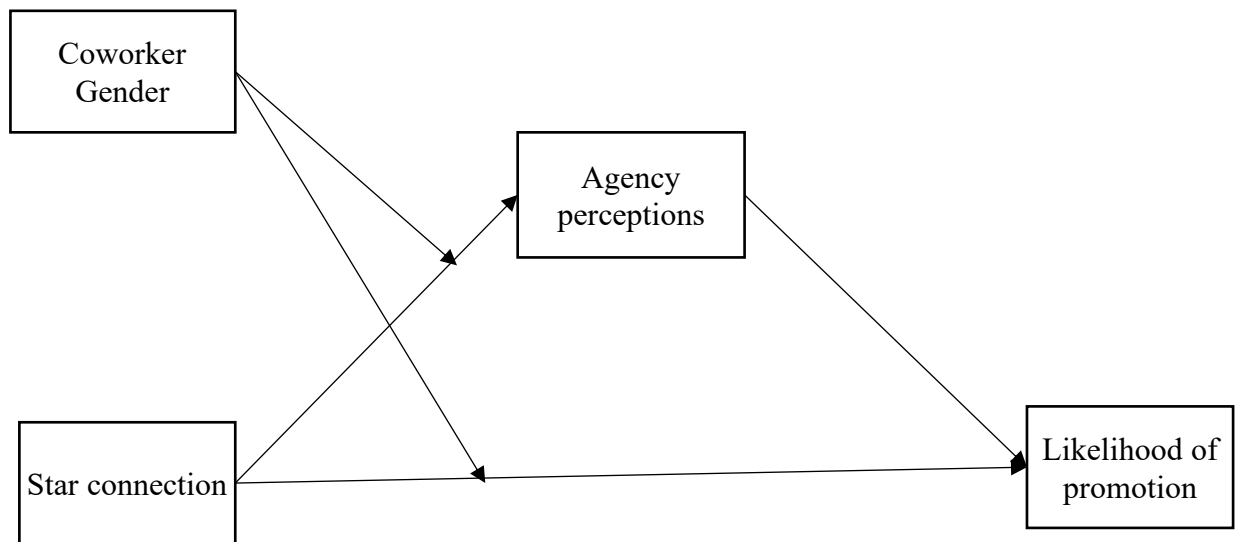 Coworker
Gender
Agency
perceptions
Star connection
Likelihood of
promotion